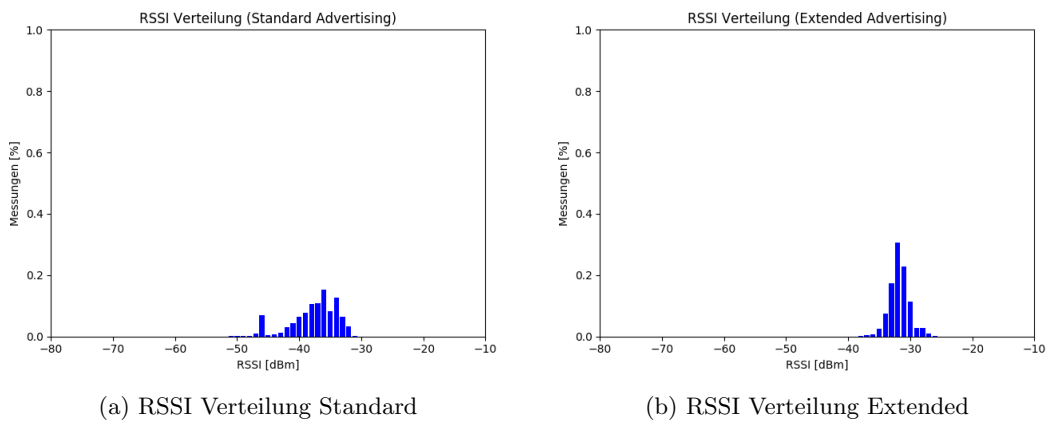 RSSI Verteilung (Standard Advertising)
1.0
0.8
0.6
0.4
0.2
0.0
Messungen [%]
−80 −70 −60 −50 −40 −30 −20 −10
RSSI [dBm]
(a) RSSI Verteilung Standard
RSSI Verteilung (Extended Advertising)
1.0
0.8
0.6
0.4
0.2
0.0
Messungen [%]
−80 −70 −60 −50 −40 −30 −20 −10
RSSI [dBm]
(b) RSSI Verteilung Extended